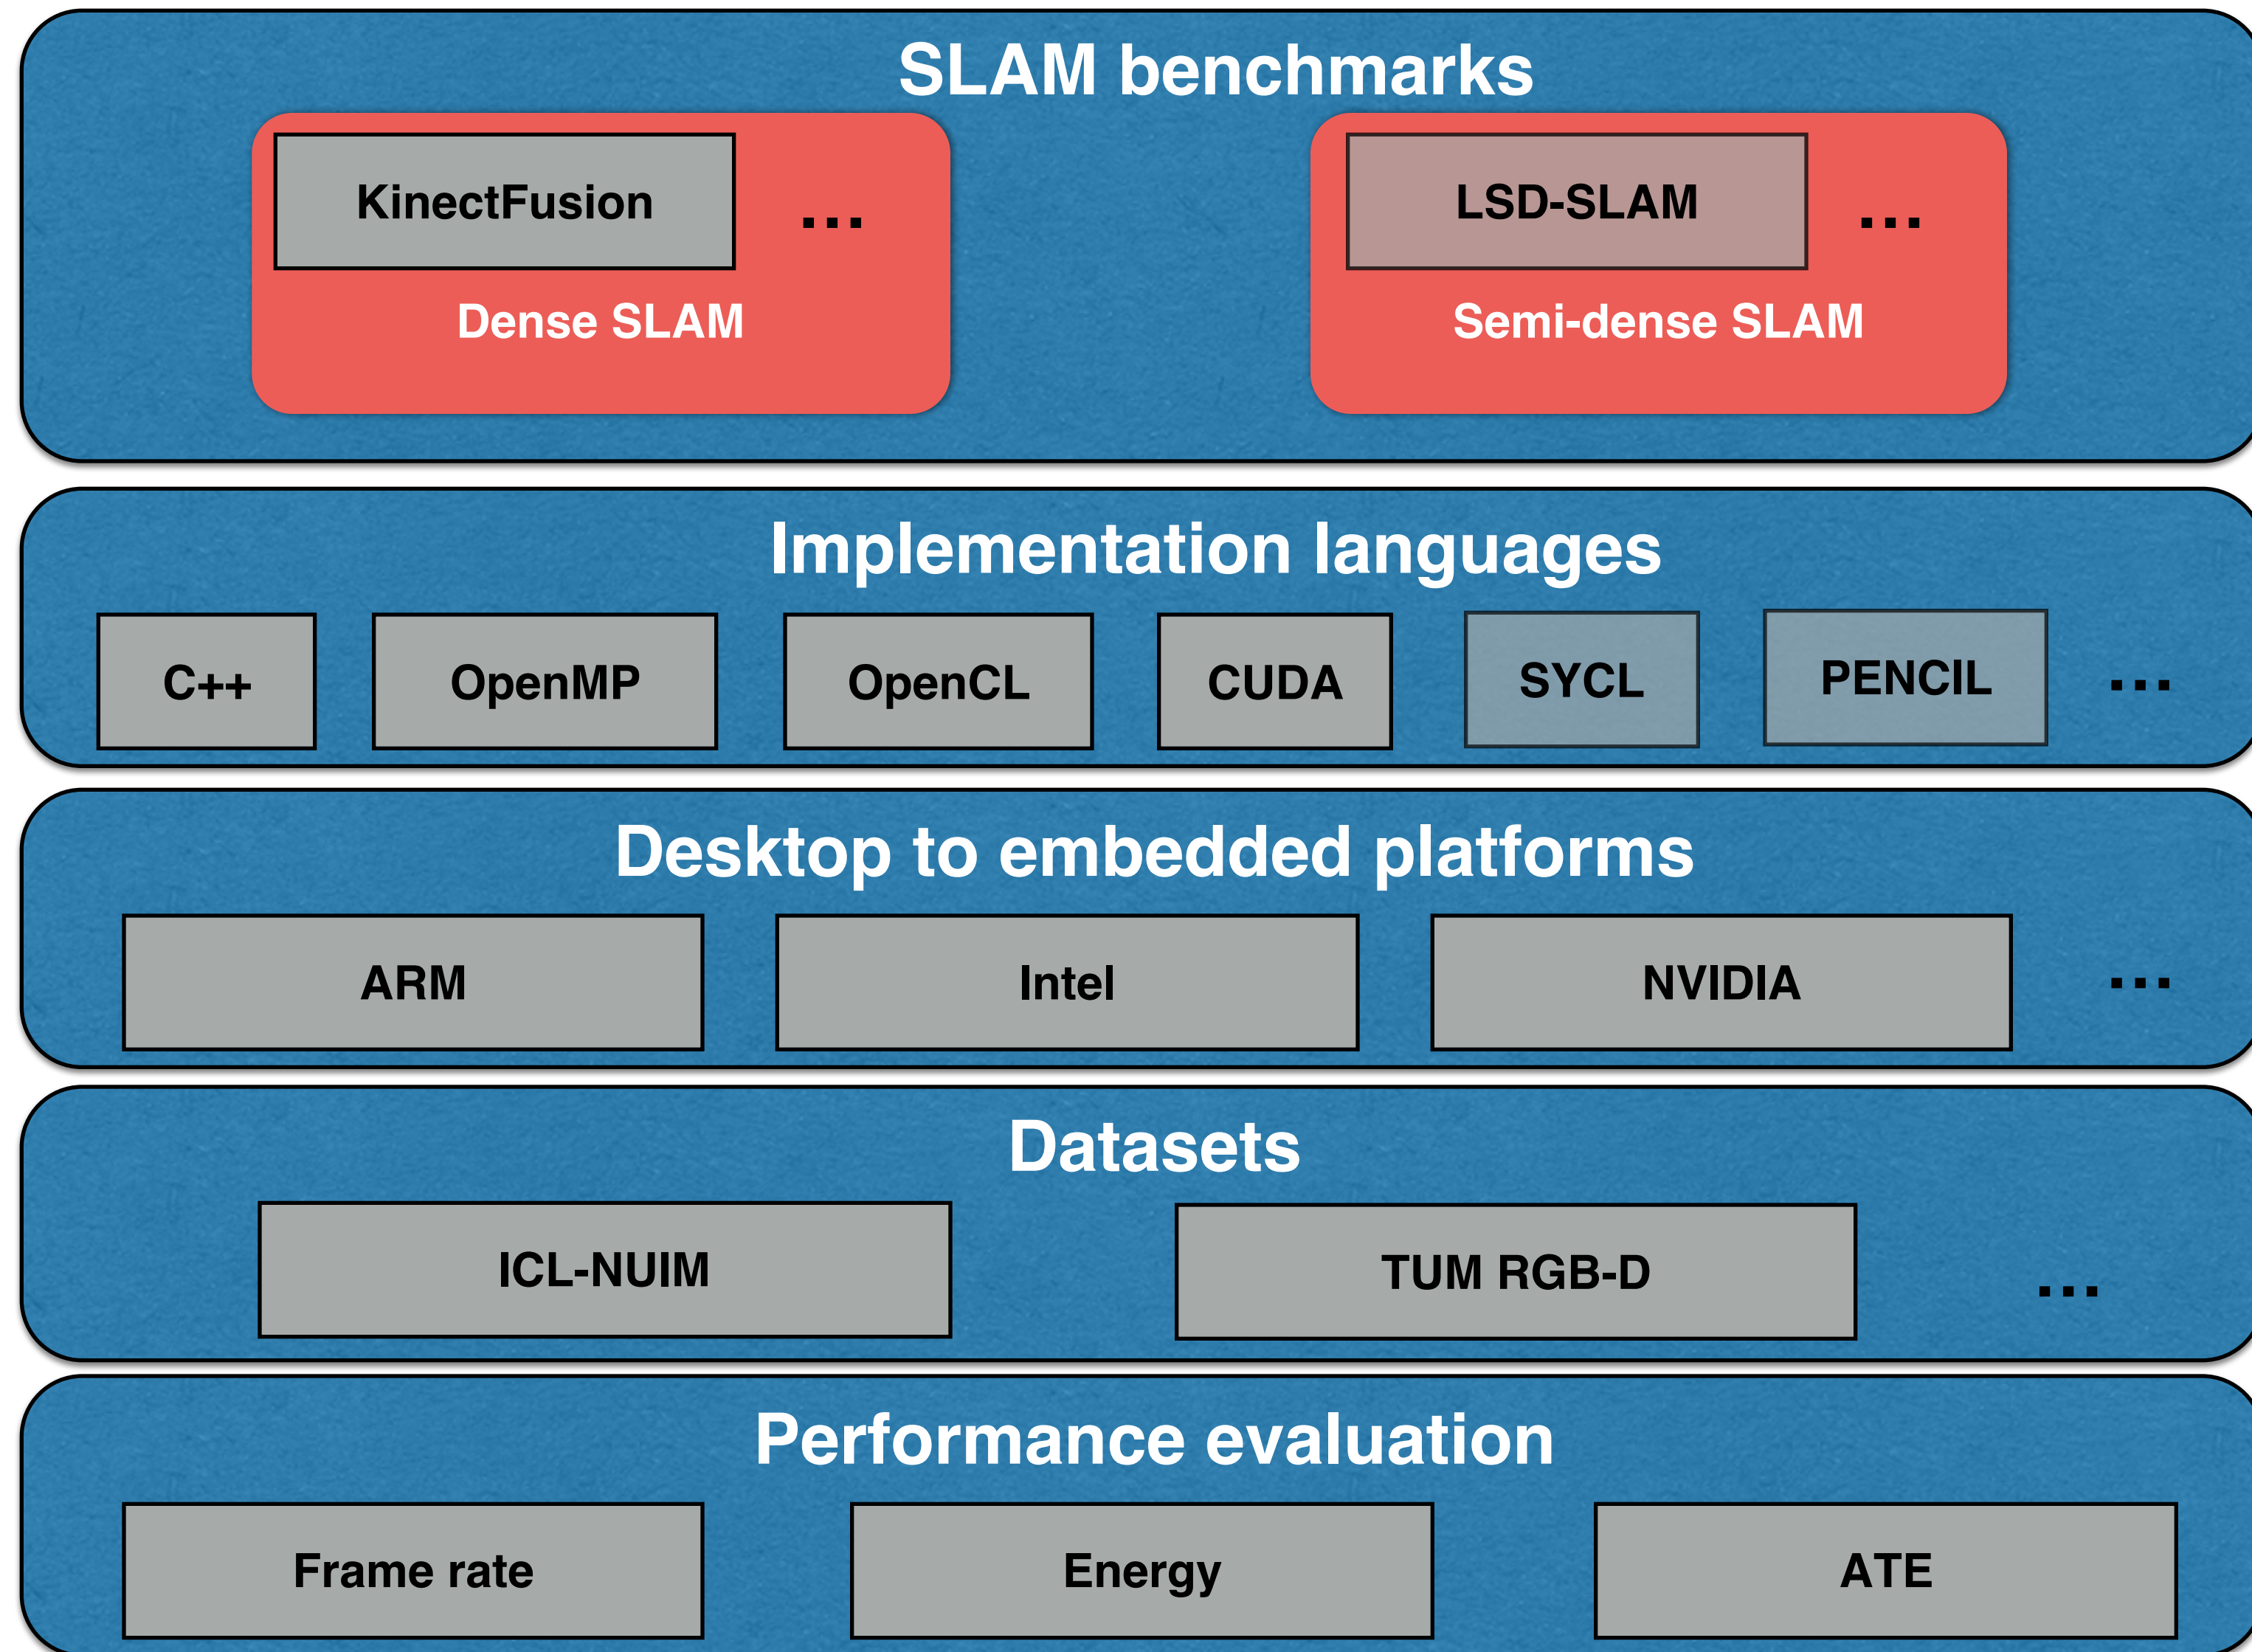 SLAM benchmarks
KinectFusion ... LSD-SLAM ...
Dense SLAM Semi-dense SLAM
Implementation languages
C++ OpenMP OpenCL CUDA SYCL PENCIL ...
Desktop to embedded platforms
ARM Intel NVIDIA ...
Datasets
ICL-NUIM TUM RGB-D ...
Performance evaluation
Frame rate Energy ATE